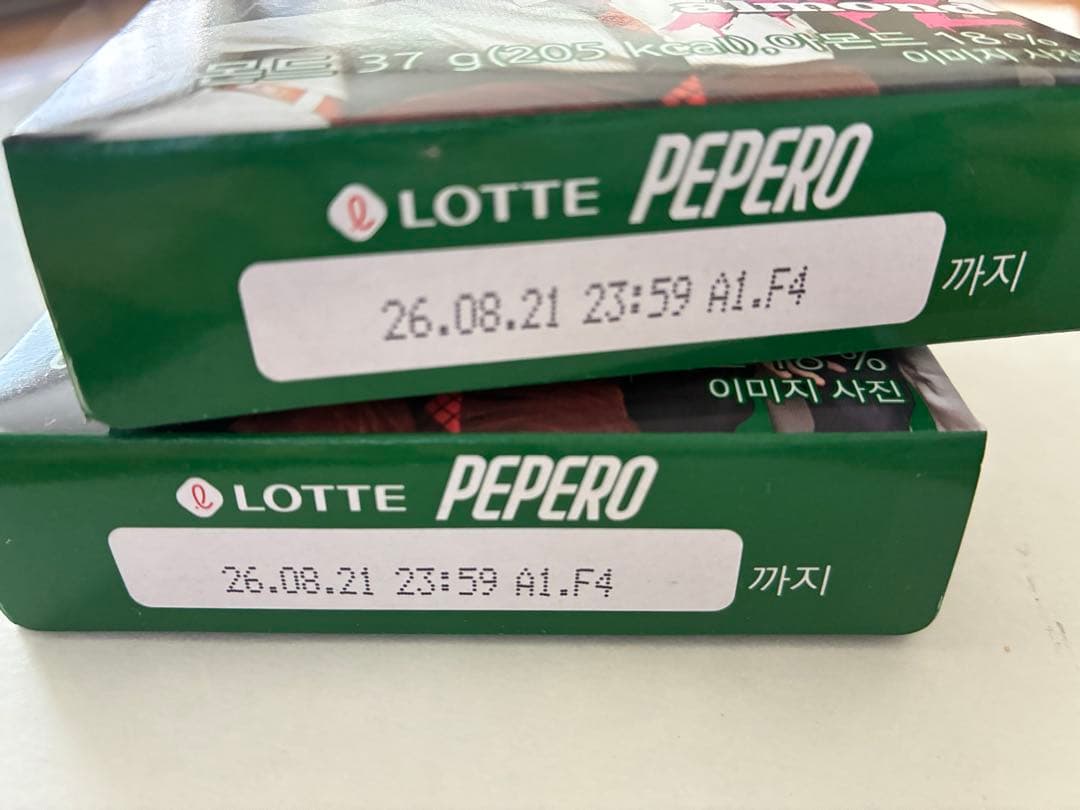 almond
37 g(205 kcal),아몬드 18 %
이미지 사진
LOTTE PEPERO
26.08.21 23:59 A1.F4 까지
18 %
이미지 사진
LOTTE PEPERO
26.08.21 23:59 A1.F4 까지